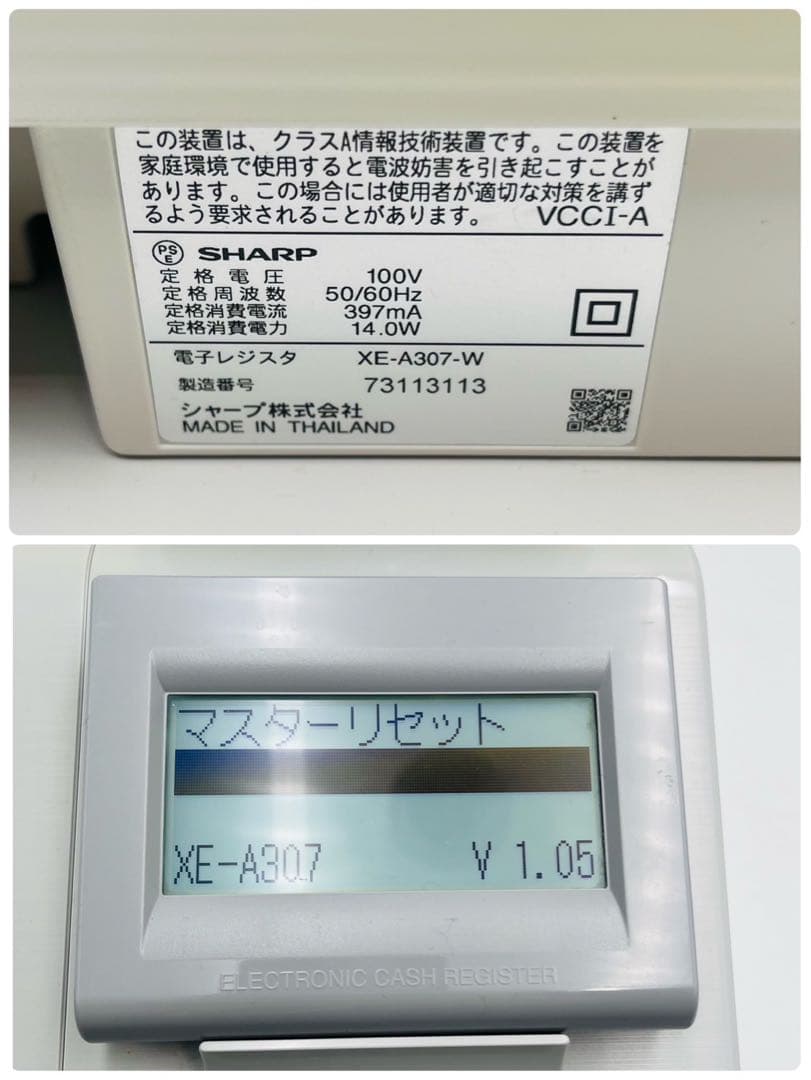 この装置は、クラスA情報技術装置です。この装置を
家庭環境で使用すると電波妨害を引き起こすことが
あります。この場合には使用者が適切な対策を講ず
るよう要求されることがあります。 VCCI-A
PS E SHARP
定格電圧 100V
定格周波数 50/60Hz
定格消費電流 397mA
定格消費電力 14.0W
電子レジスタ XE-A307-W
製造番号 73113113
シャープ株式会社
MADE IN THAILAND
マスターリセット
XE-A307 V 1.05
ELECTRONIC CASH REGISTER